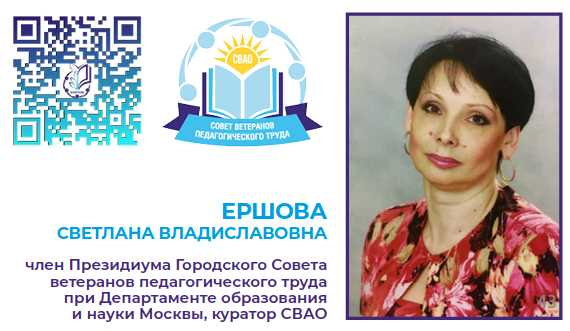 СВАО
СОВЕТ ВЕТЕРАНОВ
ПЕДАГОГИЧЕСКОГО ТРУДА
ЕРШОВА
СВЕТЛАНА ВЛАДИСЛАВОВНА
член Президиума Городского Совета
ветеранов педагогического труда
при Департаменте образования
и науки Москвы, куратор СВАО